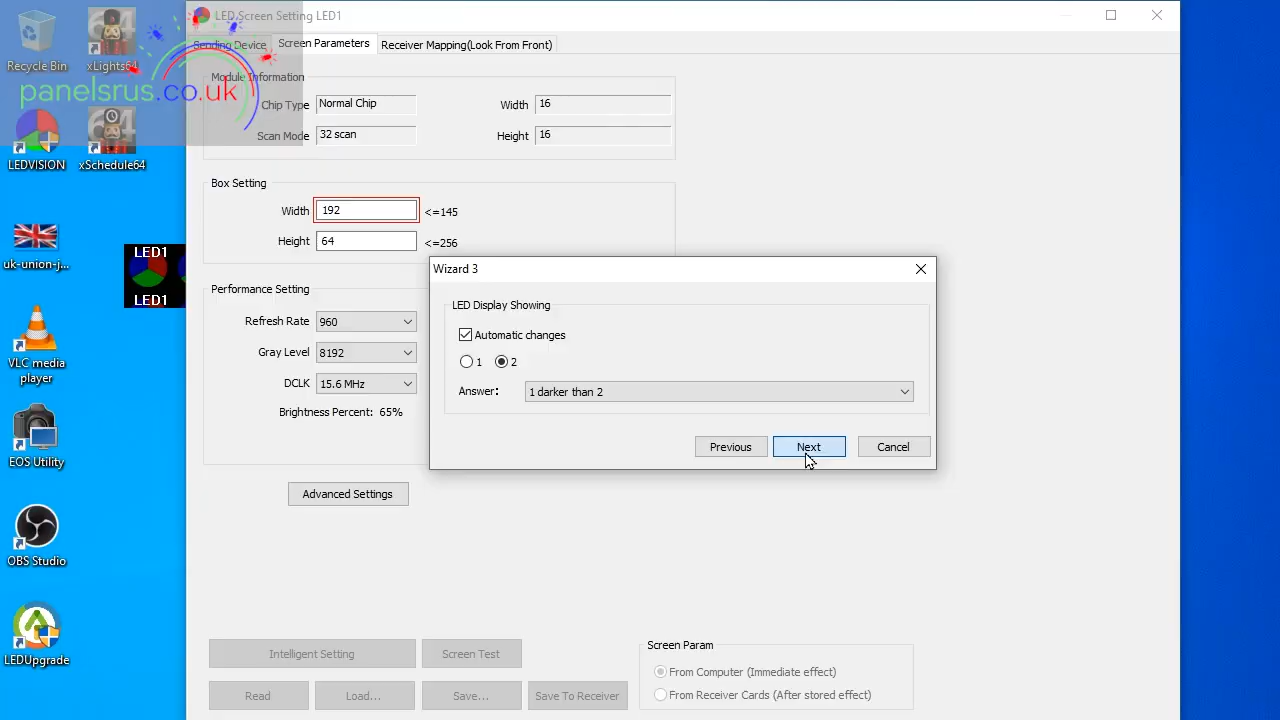 LED Screen Setting LED1
Sending Device
Screen Parameters
Receiver Mapping(Look From Front)
Recycle Bin
xLights64
panelsrus.co.uk
LEDVISION
xSchedule64
uk-union-j...
LED1
LED1
VLC media
player
EOS Utility
OBS Studio
LEDUpgrade
Module Information
Chip Type
Normal Chip
Width
16
Scan Mode
32 scan
Height
16
Box Setting
Width
192
<=145
Height
64
<=256
Performance Setting
Refresh Rate
960
Gray Level
8192
DCLK
15.6 MHz
Brightness Percent: 65%
Advanced Settings
Wizard 3
LED Display Showing
Automatic changes
1
2
Answer:
1 darker than 2
Previous
Next
Cancel
Intelligent Setting
Screen Test
Read
Load...
Save...
Save To Receiver
Screen Param
From Computer (Immediate effect)
From Receiver Cards (After stored effect)